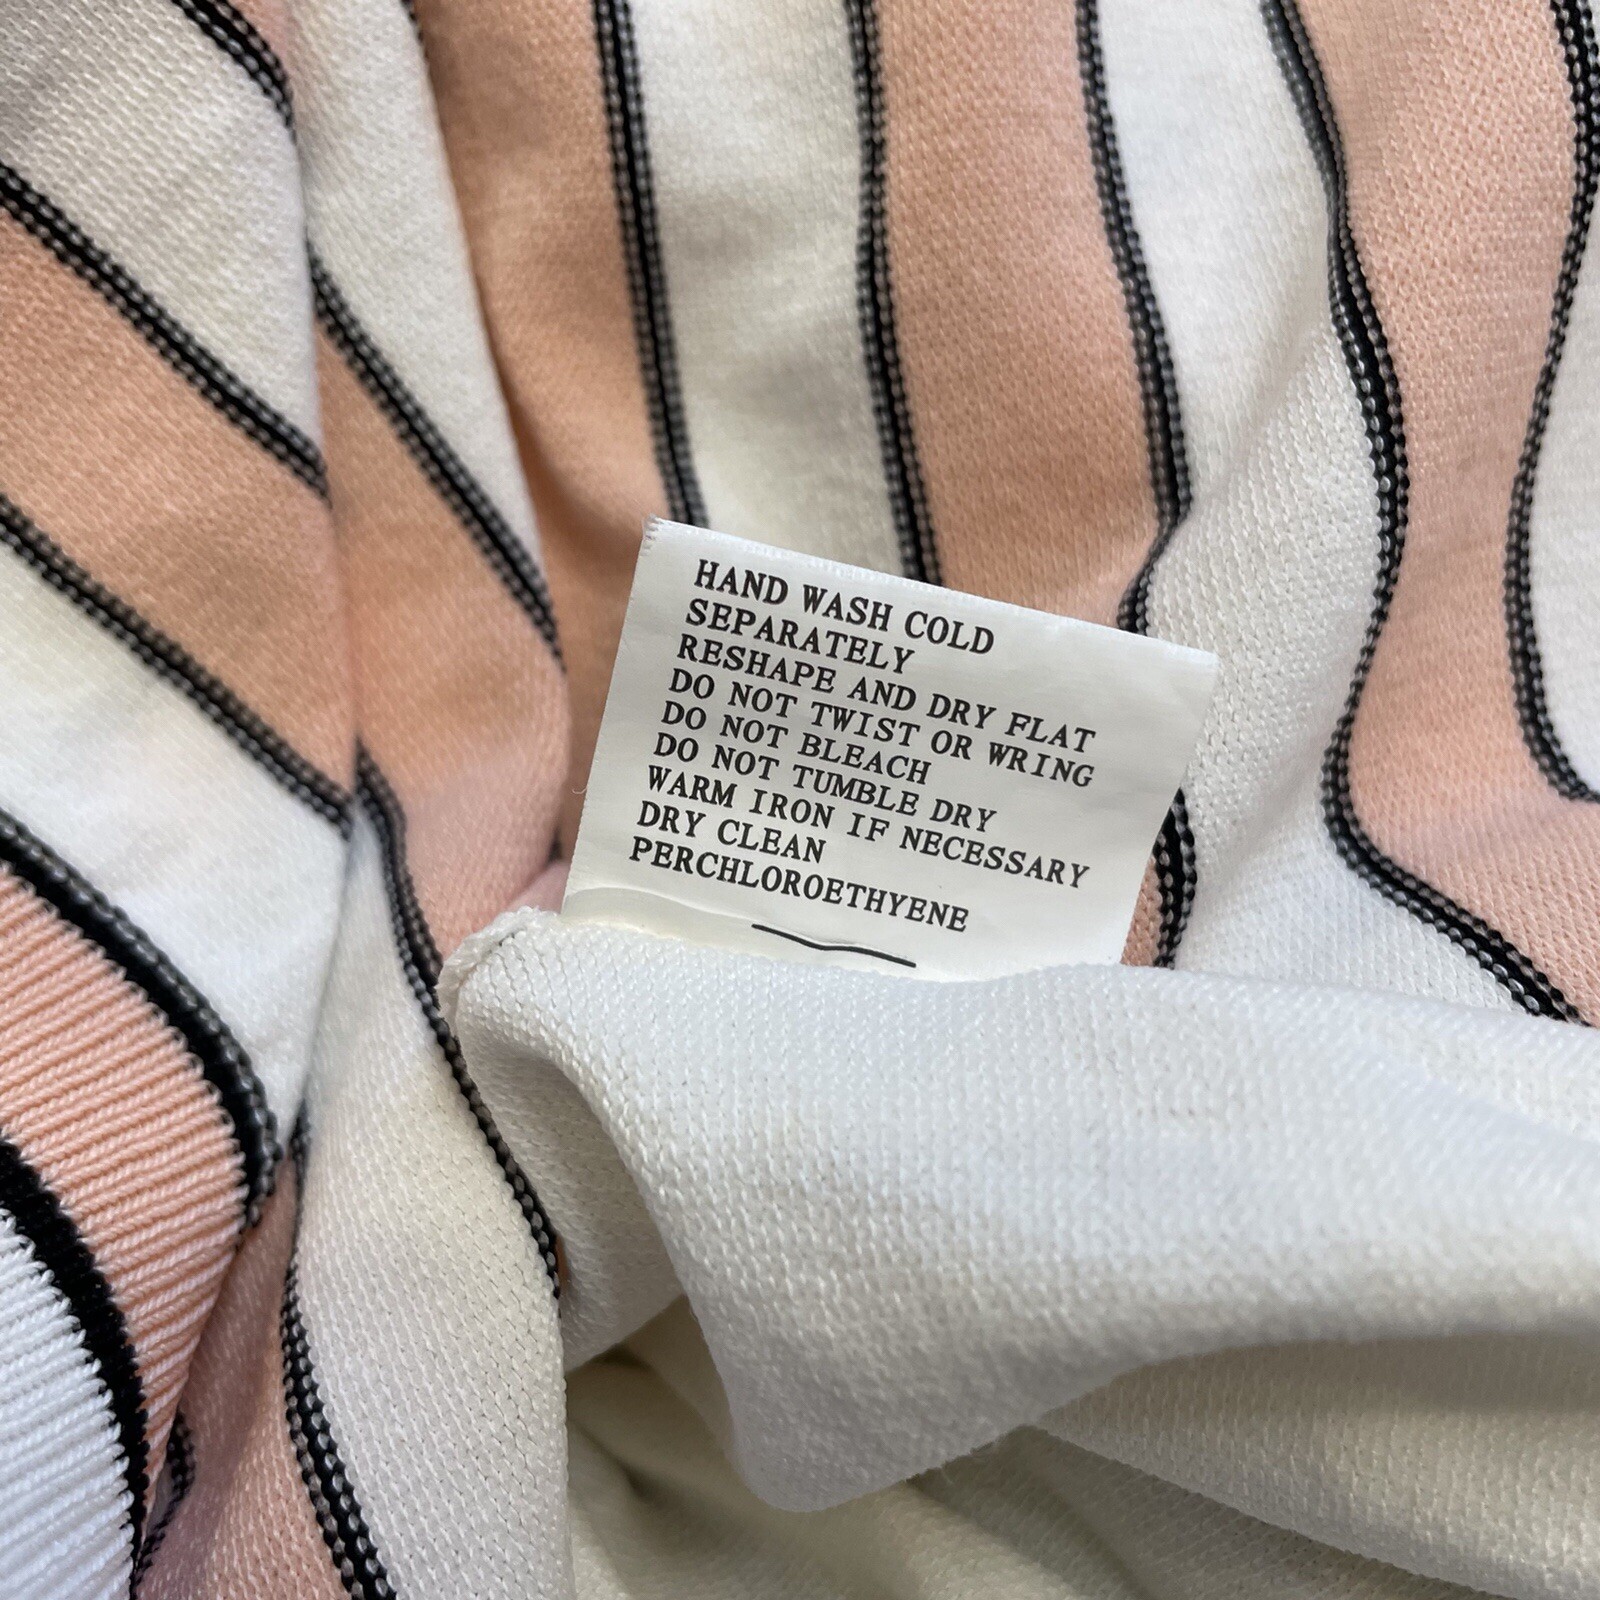 HAND WASH COLD
SEPARATELY
RESHAPE AND DRY FLAT
DO NOT TWIST OR WRING
DO NOT BLEACH
DO NOT TUMBLE DRY
WARM IRON IF NECESSARY
DRY CLEAN
PERCHLOROETHYENE